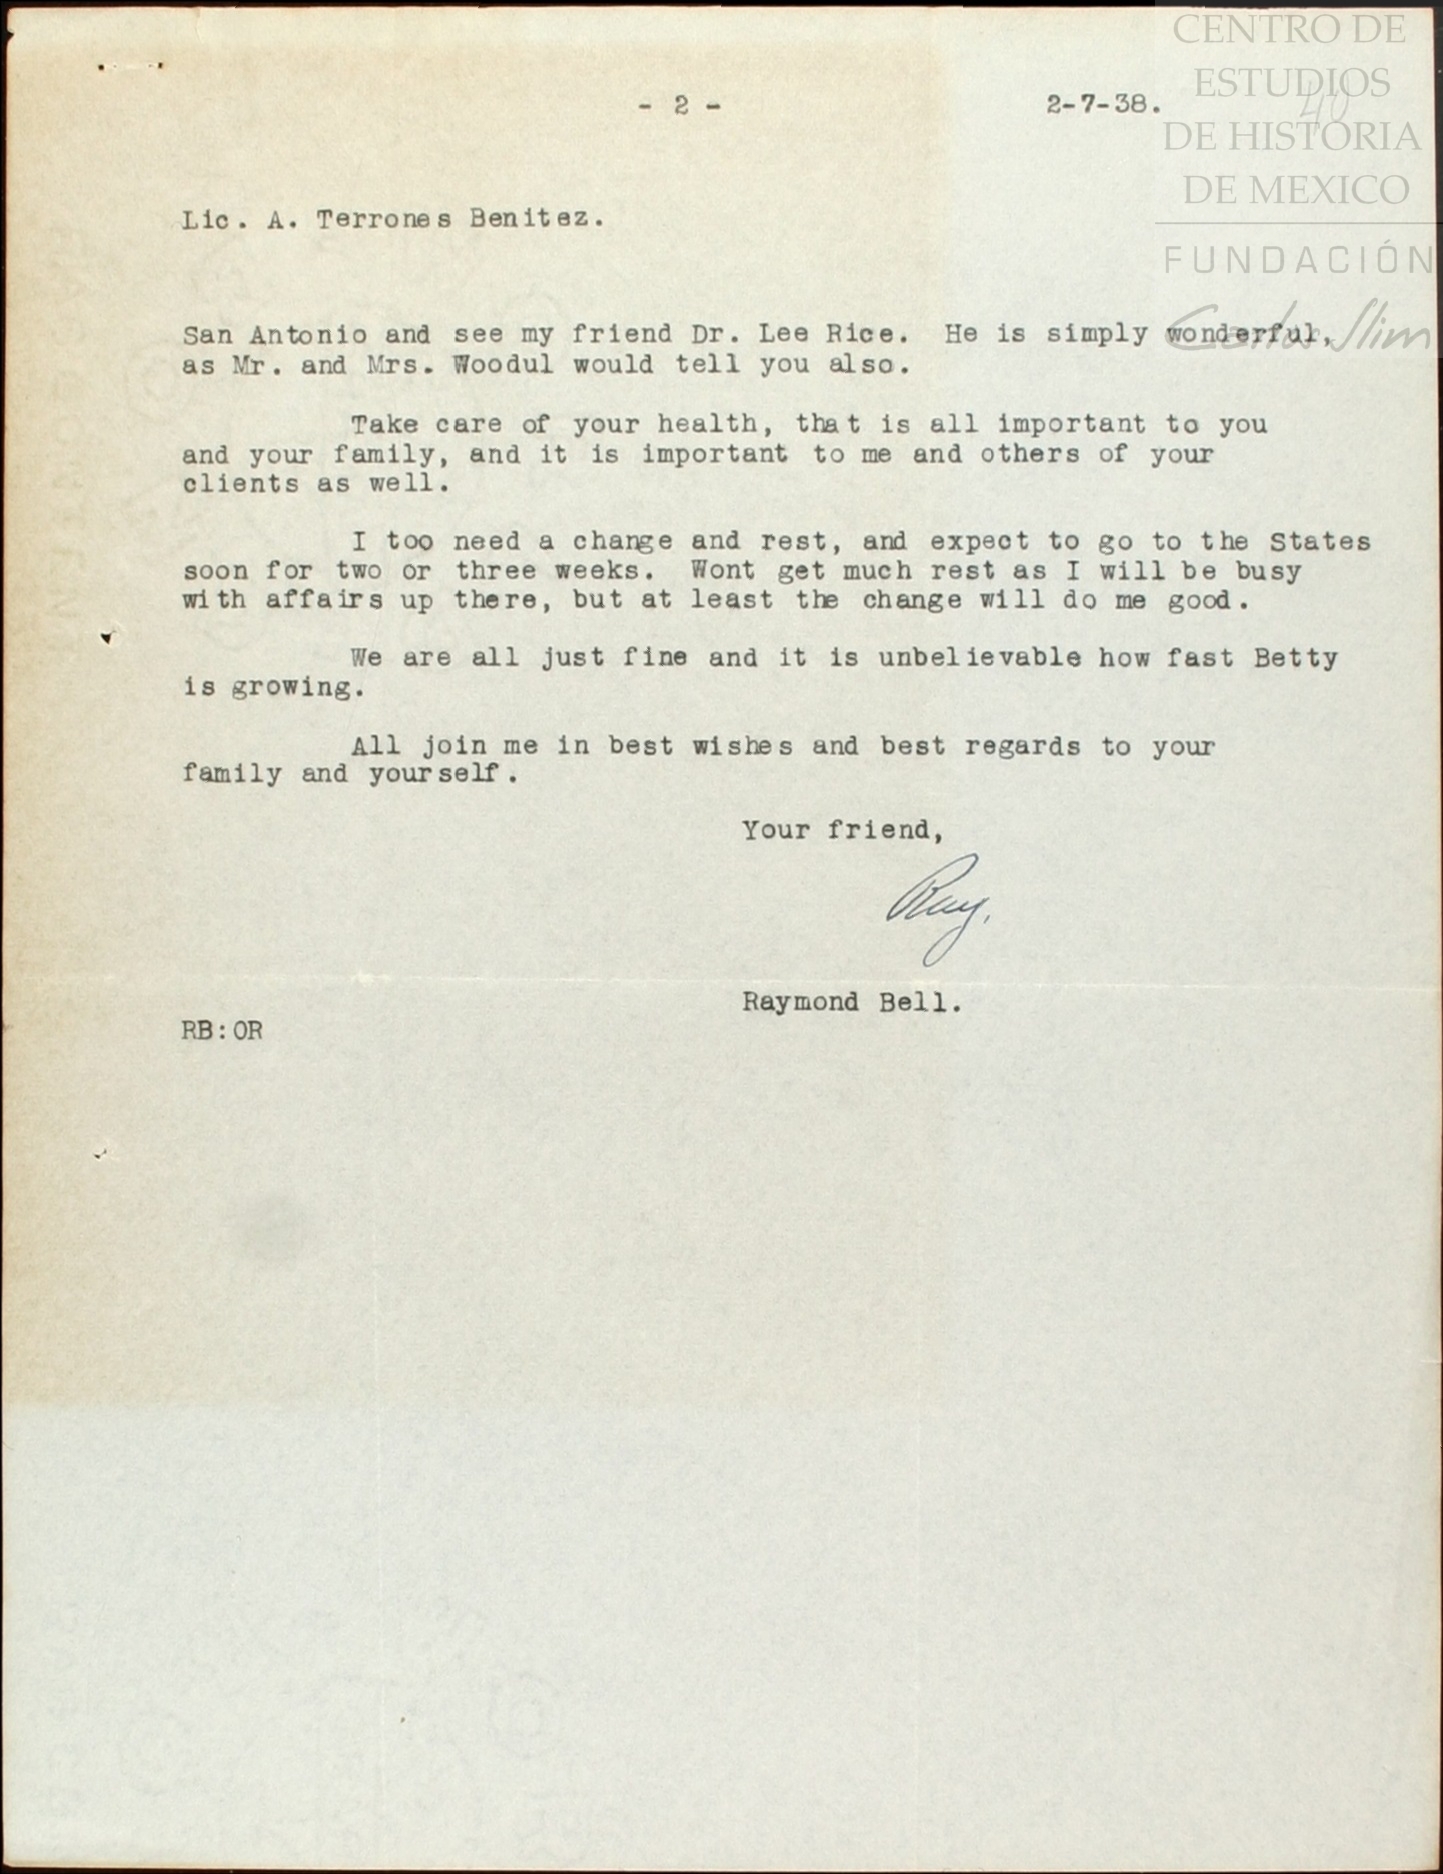 CENTRO DE
ESTUDIOS
DE HISTORIA
DE MEXICO
FUNDACIÓN
Carlos Slim
- 2 -
2-7-38.
40
Lic. A. Terrones Benitez.
San Antonio and see my friend Dr. Lee Rice. He is simply wonderful,
as Mr. and Mrs. Woodul would tell you also.
Take care of your health, that is all important to you
and your family, and it is important to me and others of your
clients as well.
I too need a change and rest, and expect to go to the States
soon for two or three weeks. Wont get much rest as I will be busy
with affairs up there, but at least the change will do me good.
We are all just fine and it is unbelievable how fast Betty
is growing.
All join me in best wishes and best regards to your
family and yourself.
Your friend,
Ray.
Raymond Bell.
RB:OR